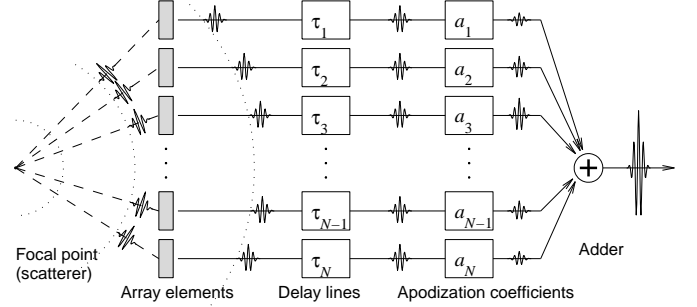 τ1 a1
τ2 a2
τ3 a3
τN−1 aN−1
τN aN
+
Focal point
(scatterer)
Adder
Array elements Delay lines Apodization coefficients